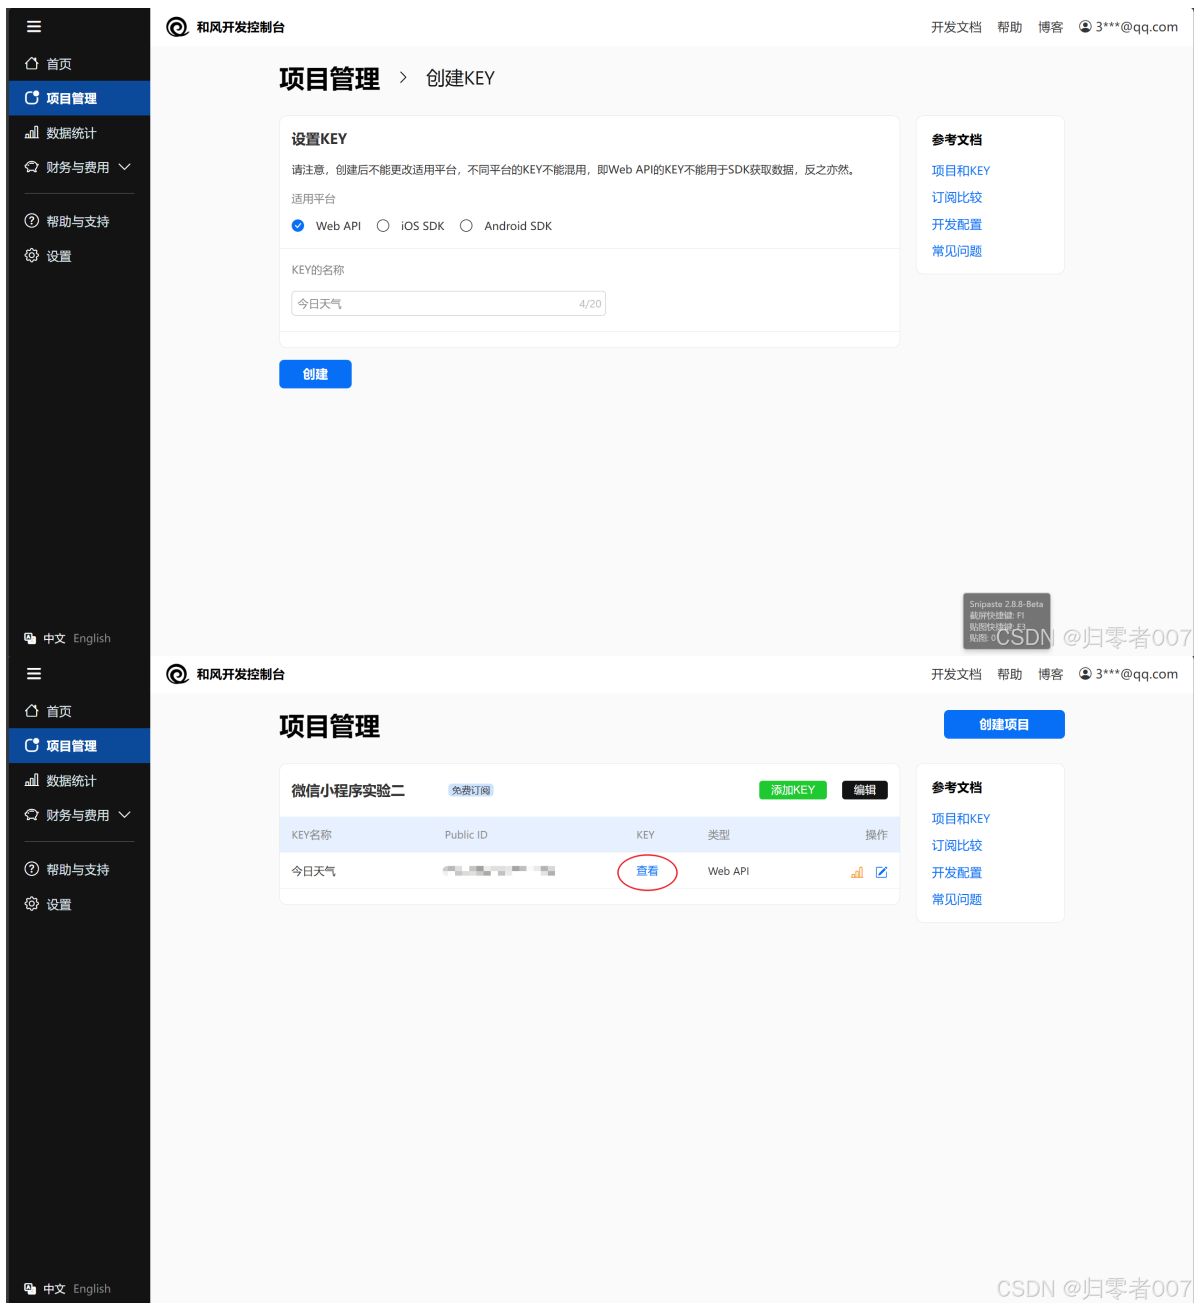 和风开发控制台
开发文档 帮助 博客 3***@qq.com
首页
项目管理
数据统计
财务与费用
帮助与支持
设置
中文 English
项目管理 > 创建KEY
设置KEY
请注意，创建后不能更改适用平台，不同平台的KEY不能混用，即Web API的KEY不能用于SDK获取数据，反之亦然。
适用平台
Web API iOS SDK Android SDK
KEY的名称
今日天气 4/20
创建
参考文档
项目和KEY
订阅比较
开发配置
常见问题
Snipaste 2.8.8-Beta
截屏快捷键: F1
贴图快捷键: F3
贴图: 0
CSDN @归零者007
和风开发控制台
开发文档 帮助 博客 3***@qq.com
首页
项目管理
数据统计
财务与费用
帮助与支持
设置
中文 English
项目管理
创建项目
微信小程序实验二 免费订阅 添加KEY 编辑
KEY名称 Public ID KEY 类型 操作
今日天气 查看 Web API
参考文档
项目和KEY
订阅比较
开发配置
常见问题
CSDN @归零者007